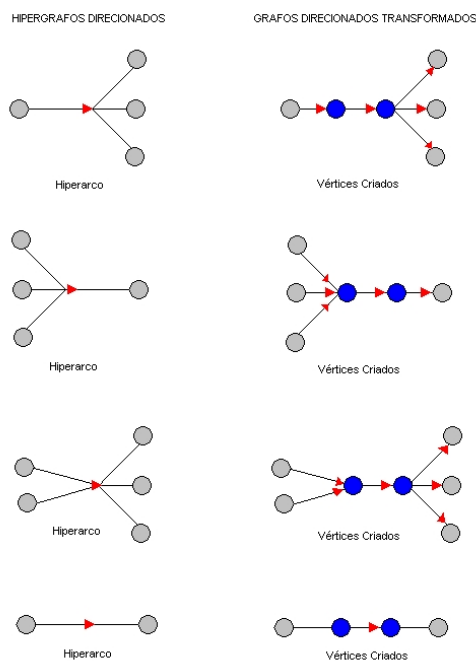 HIPERGRAFOS DIRECIONADOS
GRAFOS DIRECIONADOS TRANSFORMADOS
Hiperarco
Vértices Criados
Hiperarco
Vértices Criados
Hiperarco
Vértices Criados
Hiperarco
Vértices Criados